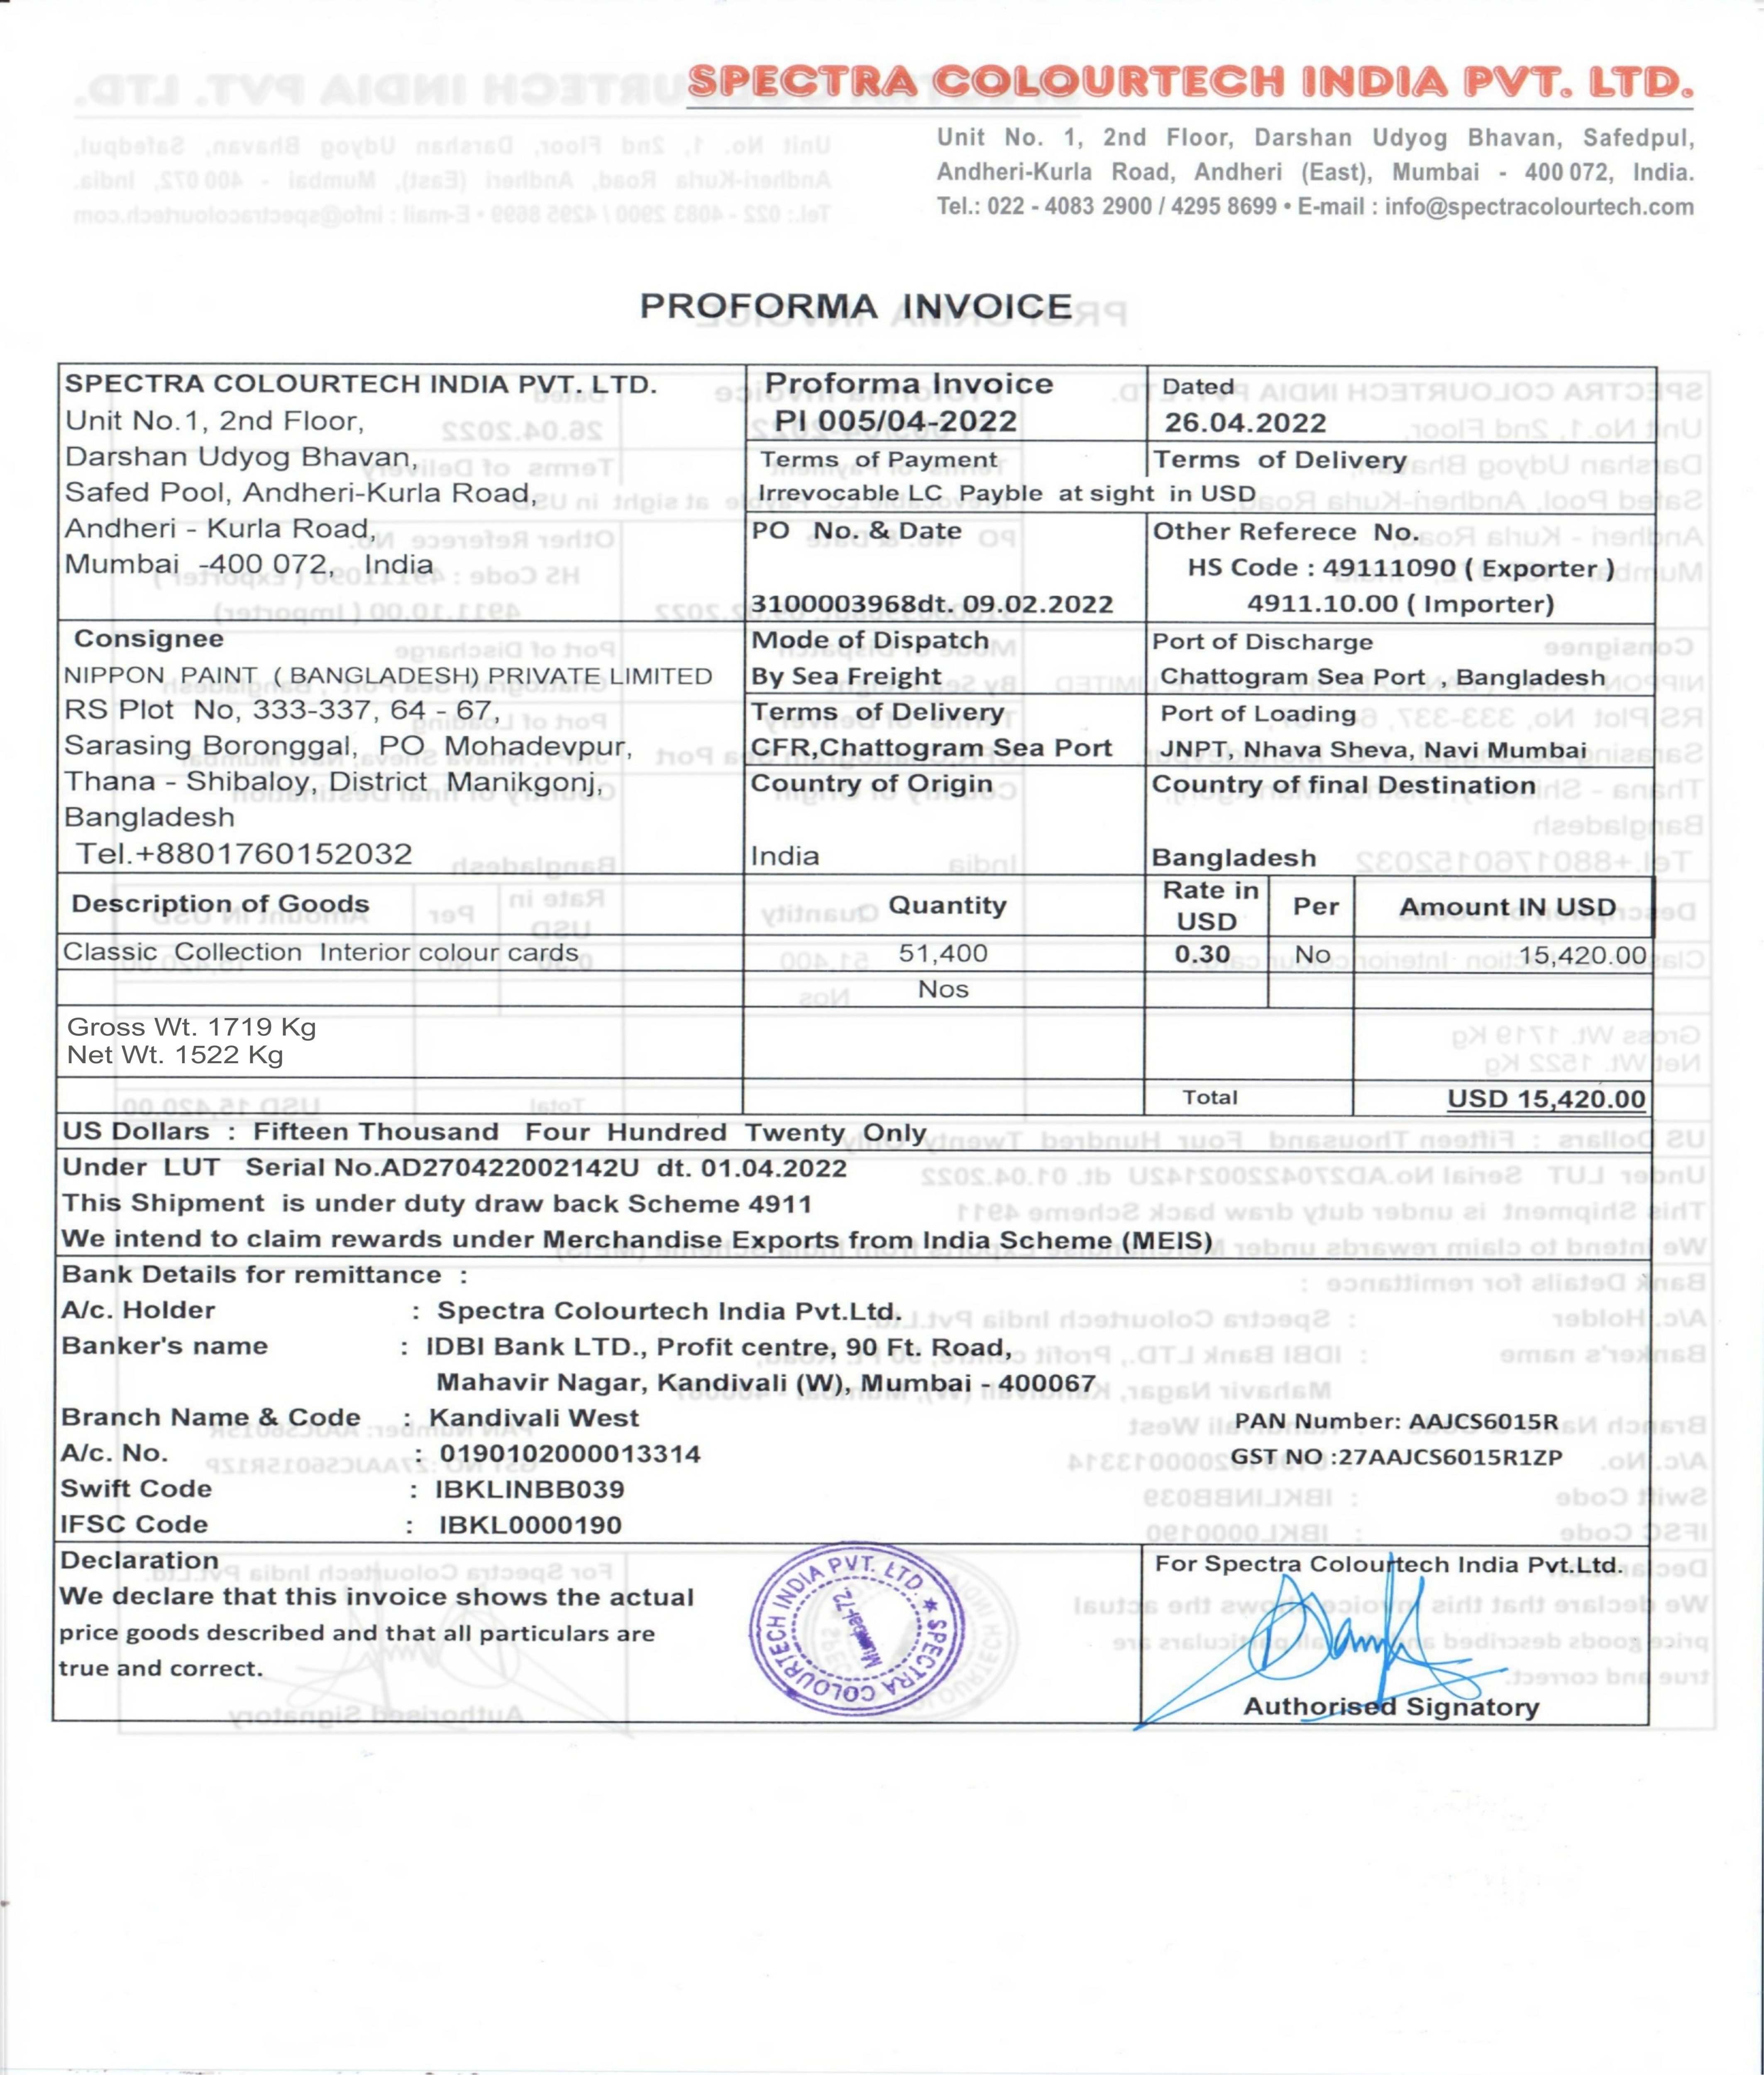 SPECTRA COLOURTECH INDIA PVT. LTD.
Unit No. 1, 2nd Floor, Darshan Udyog Bhavan, Safedpul,
Andheri-Kurla Road, Andheri (East), Mumbai - 400 072, India.
Tel.: 022 - 4083 2900 / 4295 8699 • E-mail : info@spectracolourtech.com
PROFORMA INVOICE
SPECTRA COLOURTECH INDIA PVT. LTD.
Unit No.1, 2nd Floor,
Darshan Udyog Bhavan,
Safed Pool, Andheri-Kurla Road,
Andheri - Kurla Road,
Mumbai -400 072, India
Proforma Invoice
PI 005/04-2022
Dated
26.04.2022
Terms of Payment
Terms of Delivery
Irrevocable LC Payble at sight in USD
PO No. & Date
3100003968dt. 09.02.2022
Other Referece No.
HS Code : 49111090 ( Exporter )
4911.10.00 ( Importer)
Consignee
NIPPON PAINT ( BANGLADESH) PRIVATE LIMITED
RS Plot No, 333-337, 64 - 67,
Sarasing Boronggal, PO Mohadevpur,
Thana - Shibaloy, District Manikgonj,
Bangladesh
Tel.+8801760152032
Mode of Dispatch
By Sea Freight
Port of Discharge
Chattogram Sea Port , Bangladesh
Terms of Delivery
CFR,Chattogram Sea Port
Port of Loading
JNPT, Nhava Sheva, Navi Mumbai
Country of Origin
India
Country of final Destination
Bangladesh
Description of Goods Quantity Rate in USD Per Amount IN USD
Classic Collection Interior colour cards 51,400 0.30 No 15,420.00
Nos
Gross Wt. 1719 Kg
Net Wt. 1522 Kg
Total USD 15,420.00
US Dollars : Fifteen Thousand Four Hundred Twenty Only
Under LUT Serial No.AD270422002142U dt. 01.04.2022
This Shipment is under duty draw back Scheme 4911
We intend to claim rewards under Merchandise Exports from India Scheme (MEIS)
Bank Details for remittance :
A/c. Holder : Spectra Colourtech India Pvt.Ltd.
Banker's name : IDBI Bank LTD., Profit centre, 90 Ft. Road,
Mahavir Nagar, Kandivali (W), Mumbai - 400067
Branch Name & Code : Kandivali West PAN Number: AAJCS6015R
A/c. No. : 0190102000013314 GST NO :27AAJCS6015R1ZP
Swift Code : IBKLINBB039
IFSC Code : IBKL0000190
Declaration
We declare that this invoice shows the actual
price goods described and that all particulars are
true and correct.
SPECTRA COLOURTECH INDIA PVT. LTD.
Mumbai-72
For Spectra Colourtech India Pvt.Ltd.
Authorised Signatory